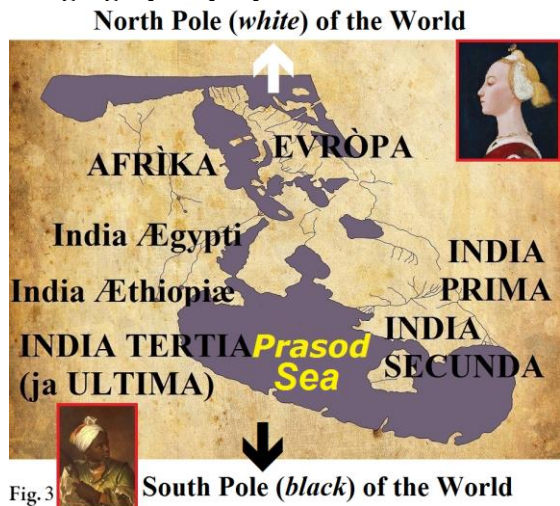 North Pole (white) of the World
EVRÒPA
AFRÌKA
India Ægypti
INDIA
PRIMA
India Æthiopiæ
INDIA
SECUNDA
INDIA TERTIA
(ja ULTIMA)
Prasod
Sea
Fig. 3
South Pole (black) of the World